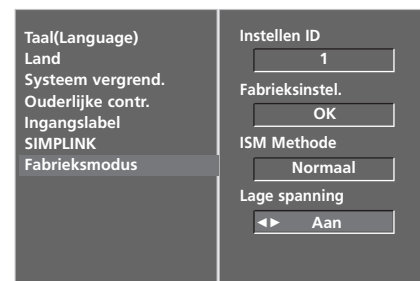 Taal(Language)
Land
Systeem vergrend.
Ouderlijke contr.
Ingangslabel
SIMPLINK
Fabrieksmodus
Instellen ID
1
Fabrieksinstel.
OK
ISM Methode
Normaal
Lage spanning
◄► Aan